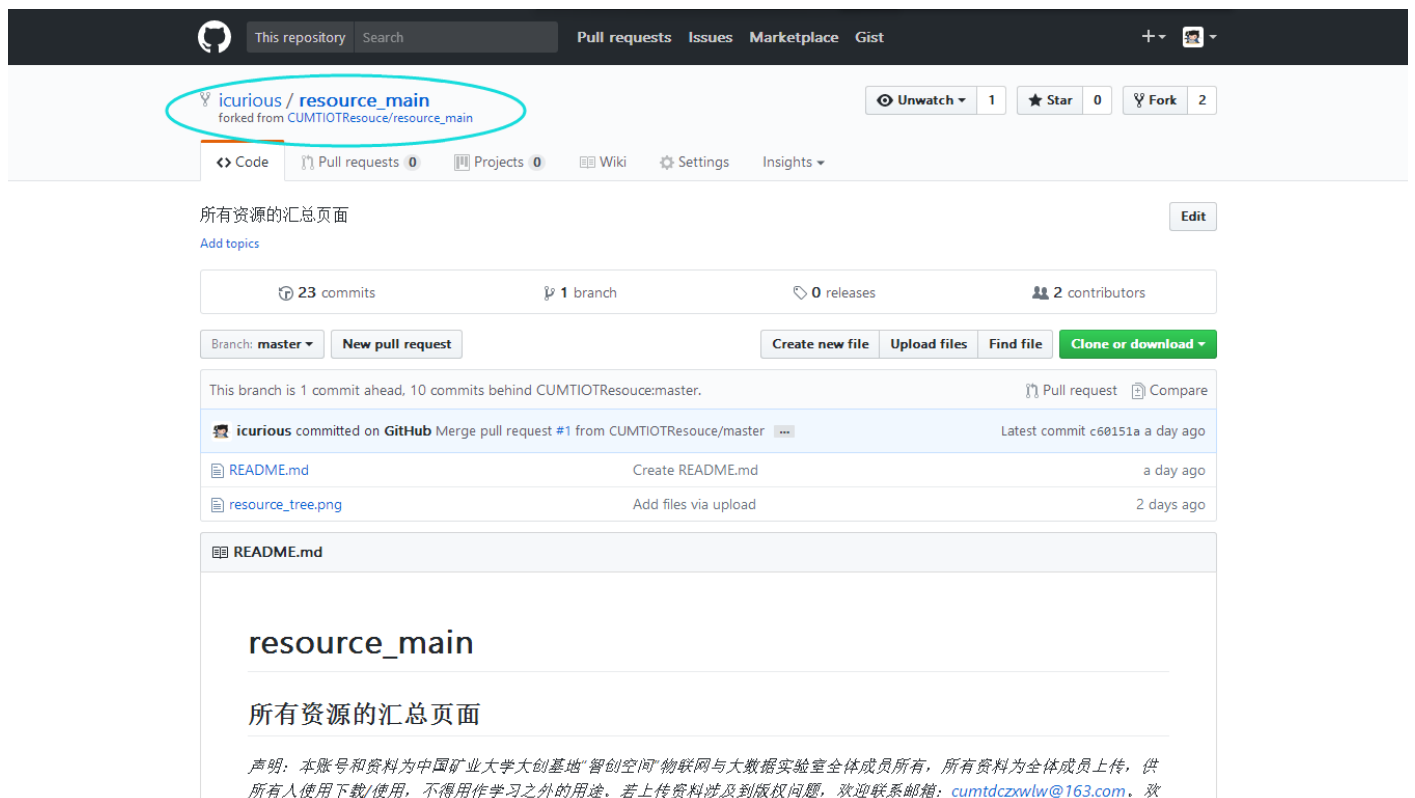 This repository Search Pull requests Issues Marketplace Gist
icurious / resource_main Unwatch 1 Star 0 Fork 2
forked from CUMTIOTResouce/resource_main
Code Pull requests 0 Projects 0 Wiki Settings Insights
所有资源的汇总页面 Edit
Add topics
23 commits 1 branch 0 releases 2 contributors
Branch: master New pull request Create new file Upload files Find file Clone or download
This branch is 1 commit ahead, 10 commits behind CUMTIOTResouce:master. Pull request Compare
icurious committed on GitHub Merge pull request #1 from CUMTIOTResouce/master ... Latest commit c60151a a day ago
README.md Create README.md a day ago
resource_tree.png Add files via upload 2 days ago
README.md
resource_main
所有资源的汇总页面
声明：本账号和资料为中国矿业大学大创基地“智创空间”物联网与大数据实验室全体成员所有，所有资料为全体成员上传，供
所有人使用下载/使用，不得用作学习之外的用途。若上传资料涉及到版权问题，欢迎联系邮箱：cumtdczxwlw@163.com。欢